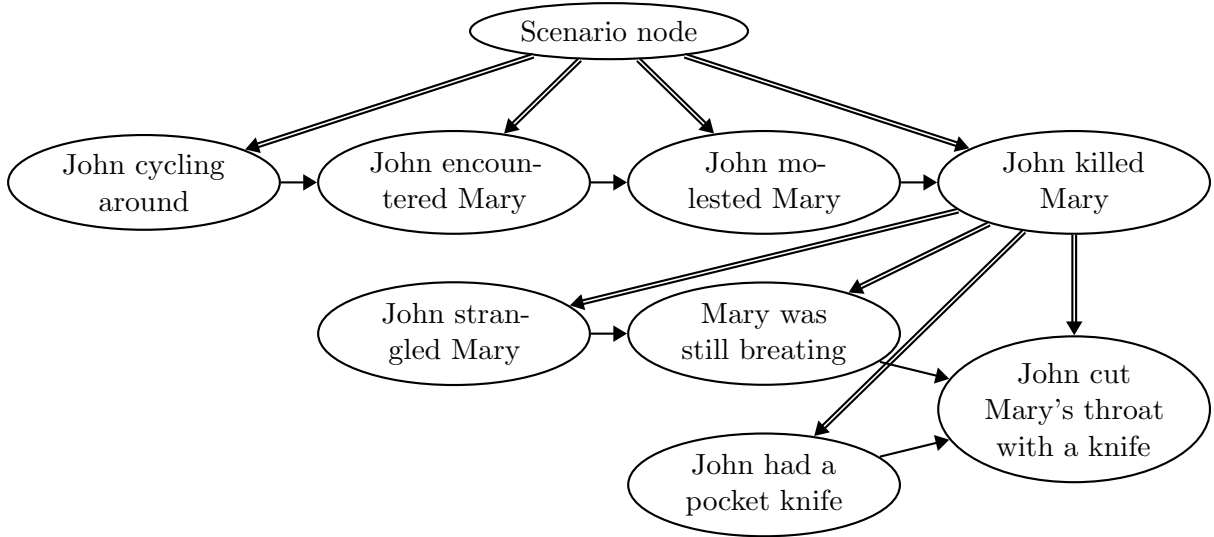 Scenario node
John cycling
around
John encoun-
tered Mary
John mo-
lested Mary
John killed
Mary
John stran-
gled Mary
Mary was
still breating
John cut
Mary's throat
with a knife
John had a
pocket knife